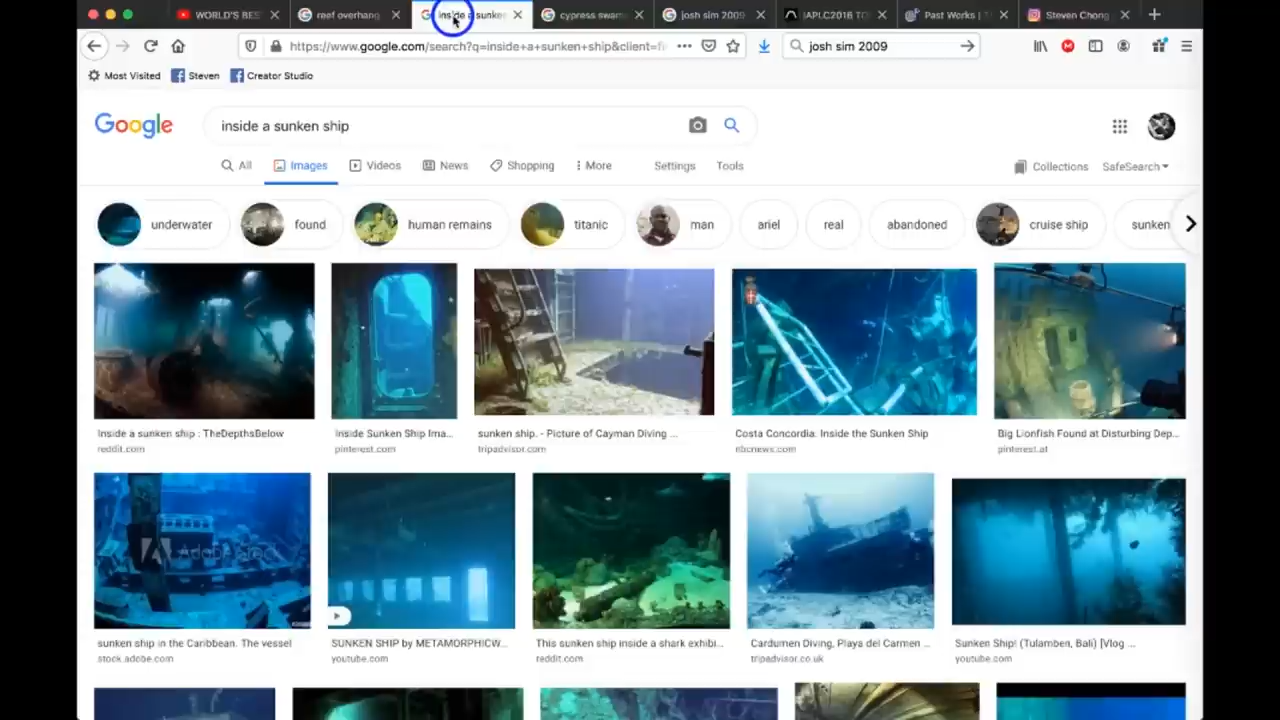 WORLD'S BES
reef overhang
inside a sunke
cypress swam
josh sim 2009
IAPLC2018 TO
Past Works | T
Steven Chong
https://www.google.com/search?q=inside+a+sunken+ship&client=fi
josh sim 2009
Most Visited
Steven
Creator Studio
Google
inside a sunken ship
All
Images
Videos
News
Shopping
More
Settings
Tools
Collections
SafeSearch
underwater
found
human remains
titanic
man
ariel
real
abandoned
cruise ship
sunken
Inside a sunken ship : TheDepthsBelow
reddit.com
Inside Sunken Ship Ima...
pinterest.com
sunken ship. - Picture of Cayman Diving ...
tripadvisor.com
Costa Concordia: Inside the Sunken Ship
nbcnews.com
Big Lionfish Found at Disturbing Dep...
pinterest.at
Adobe Stock
sunken ship in the Caribbean. The vessel
stock.adobe.com
SUNKEN SHIP by METAMORPHICW...
youtube.com
This sunken ship inside a shark exhibi...
reddit.com
Cardumen Diving, Playa del Carmen ...
tripadvisor.co.uk
Sunken Ship! (Tulamben, Bali) [Vlog ...
youtube.com